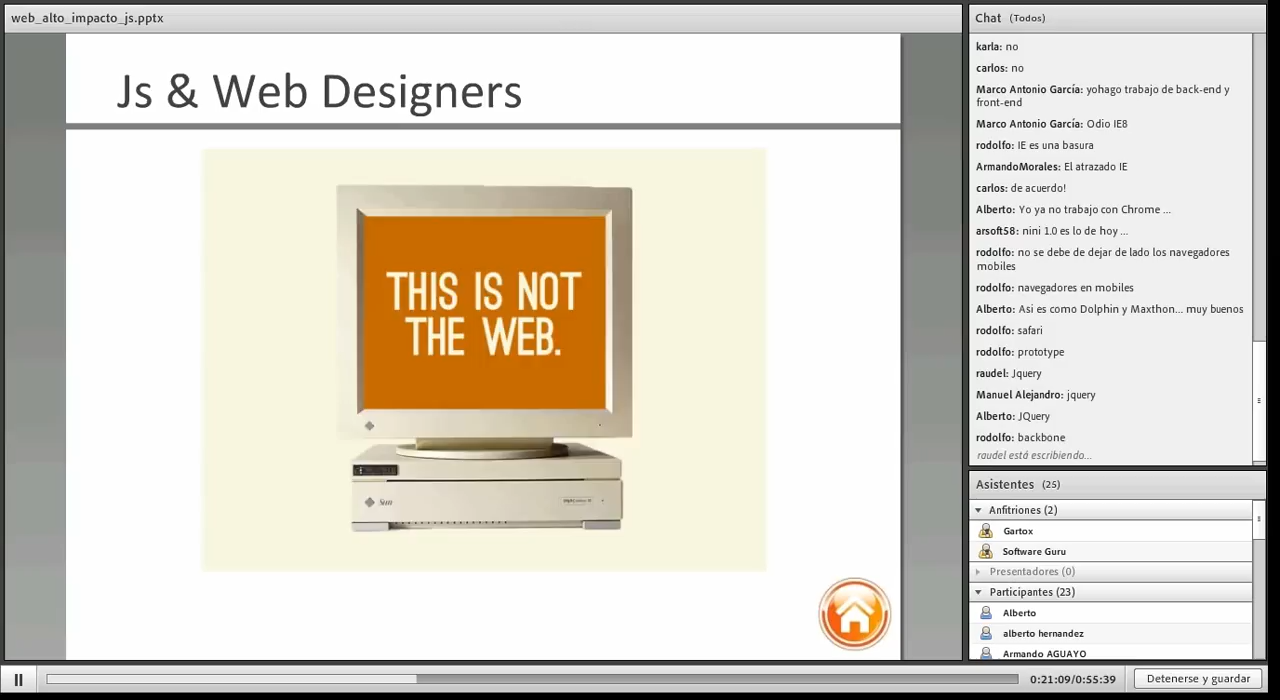 web_alto_impacto_js.pptx
Js & Web Designers
THIS IS NOT
THE WEB.
Sun
Chat (Todos)
karla: no
carlos: no
Marco Antonio García: yohago trabajo de back-end y
front-end
Marco Antonio García: Odio IE8
rodolfo: IE es una basura
ArmandoMorales: El atrazado IE
carlos: de acuerdo!
Alberto: Yo ya no trabajo con Chrome ...
arsoft58: nini 1.0 es lo de hoy ...
rodolfo: no se debe de dejar de lado los navegadores
mobiles
rodolfo: navegadores en mobiles
Alberto: Asi es como Dolphin y Maxthon... muy buenos
rodolfo: safari
rodolfo: prototype
raudel: Jquery
Manuel Alejandro: jquery
Alberto: JQuery
rodolfo: backbone
raudel está escribiendo...
Asistentes (25)
Anfitriones (2)
Gartox
Software Guru
Presentadores (0)
Participantes (23)
Alberto
alberto hernandez
Armando AGUAYO
0:21:09/0:55:39
Detenerse y guardar